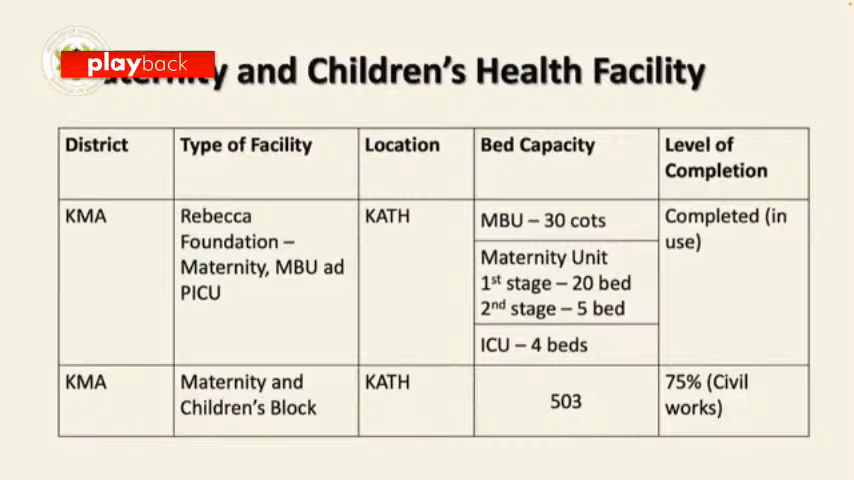 playback
and Children's Health Facility
District Type of Facility Location Bed Capacity Level of
Completion
KMA Rebecca KATH MBU – 30 cots Completed (in
Foundation – use)
Maternity, MBU ad
PICU
Maternity Unit
1st stage – 20 bed
2nd stage – 5 bed
ICU – 4 beds
KMA Maternity and KATH 503 75% (Civil
Children's Block works)